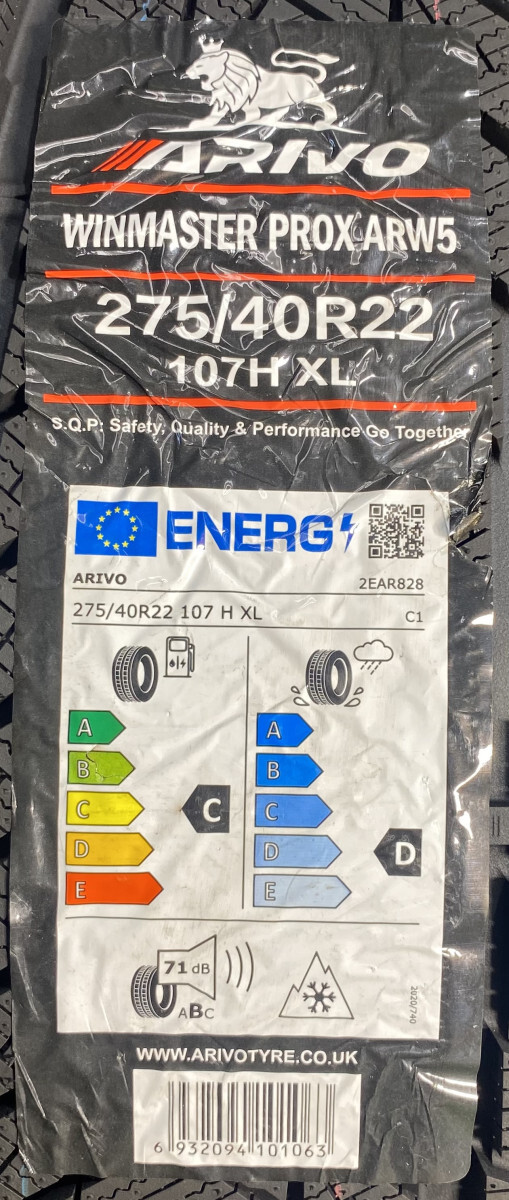 ARIVO
WINMASTER PROX ARW5
275/40R22
107H XL
S.Q.P: Safety, Quality & Performance Go Together
ENERG
ARIVO 2EAR828
275/40R22 107 H XL C1
A A
B B
C C C
D D D
E E
71 dB
ABC
2020/740
WWW.ARIVOTYRE.CO.UK
6 932094 101063